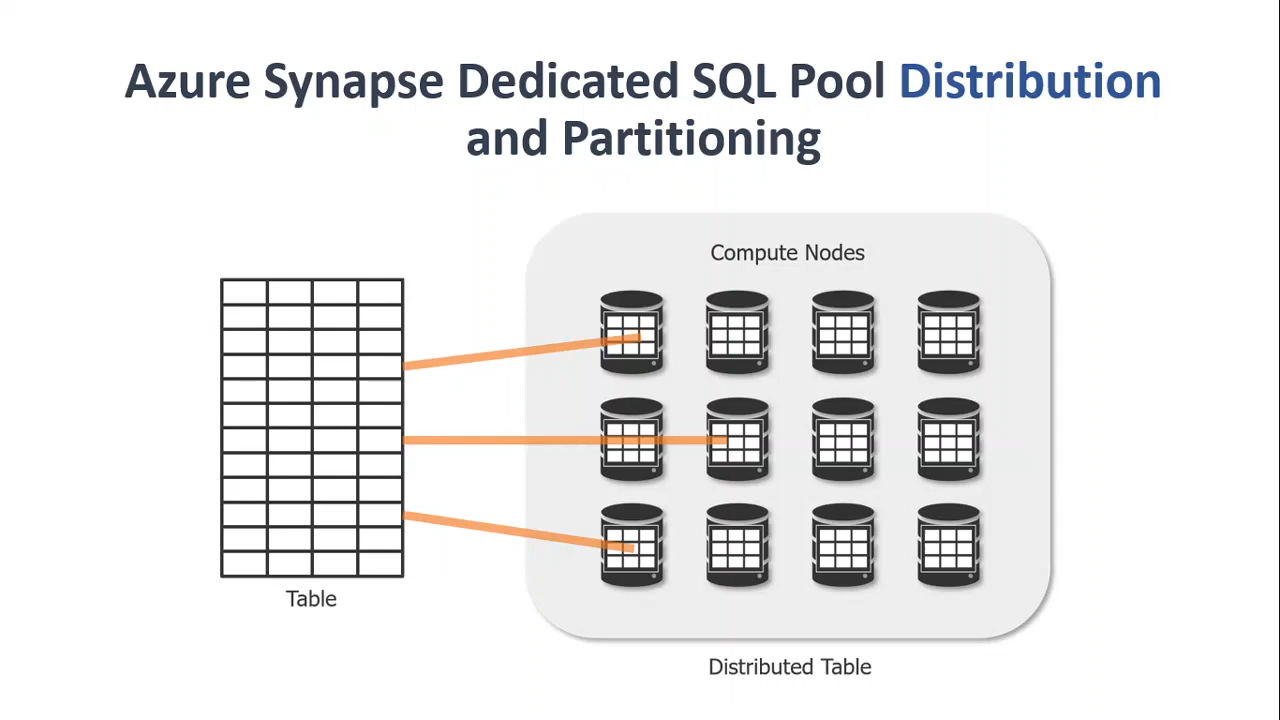 Azure Synapse Dedicated SQL Pool Distribution
and Partitioning
Compute Nodes
Table
Distributed Table